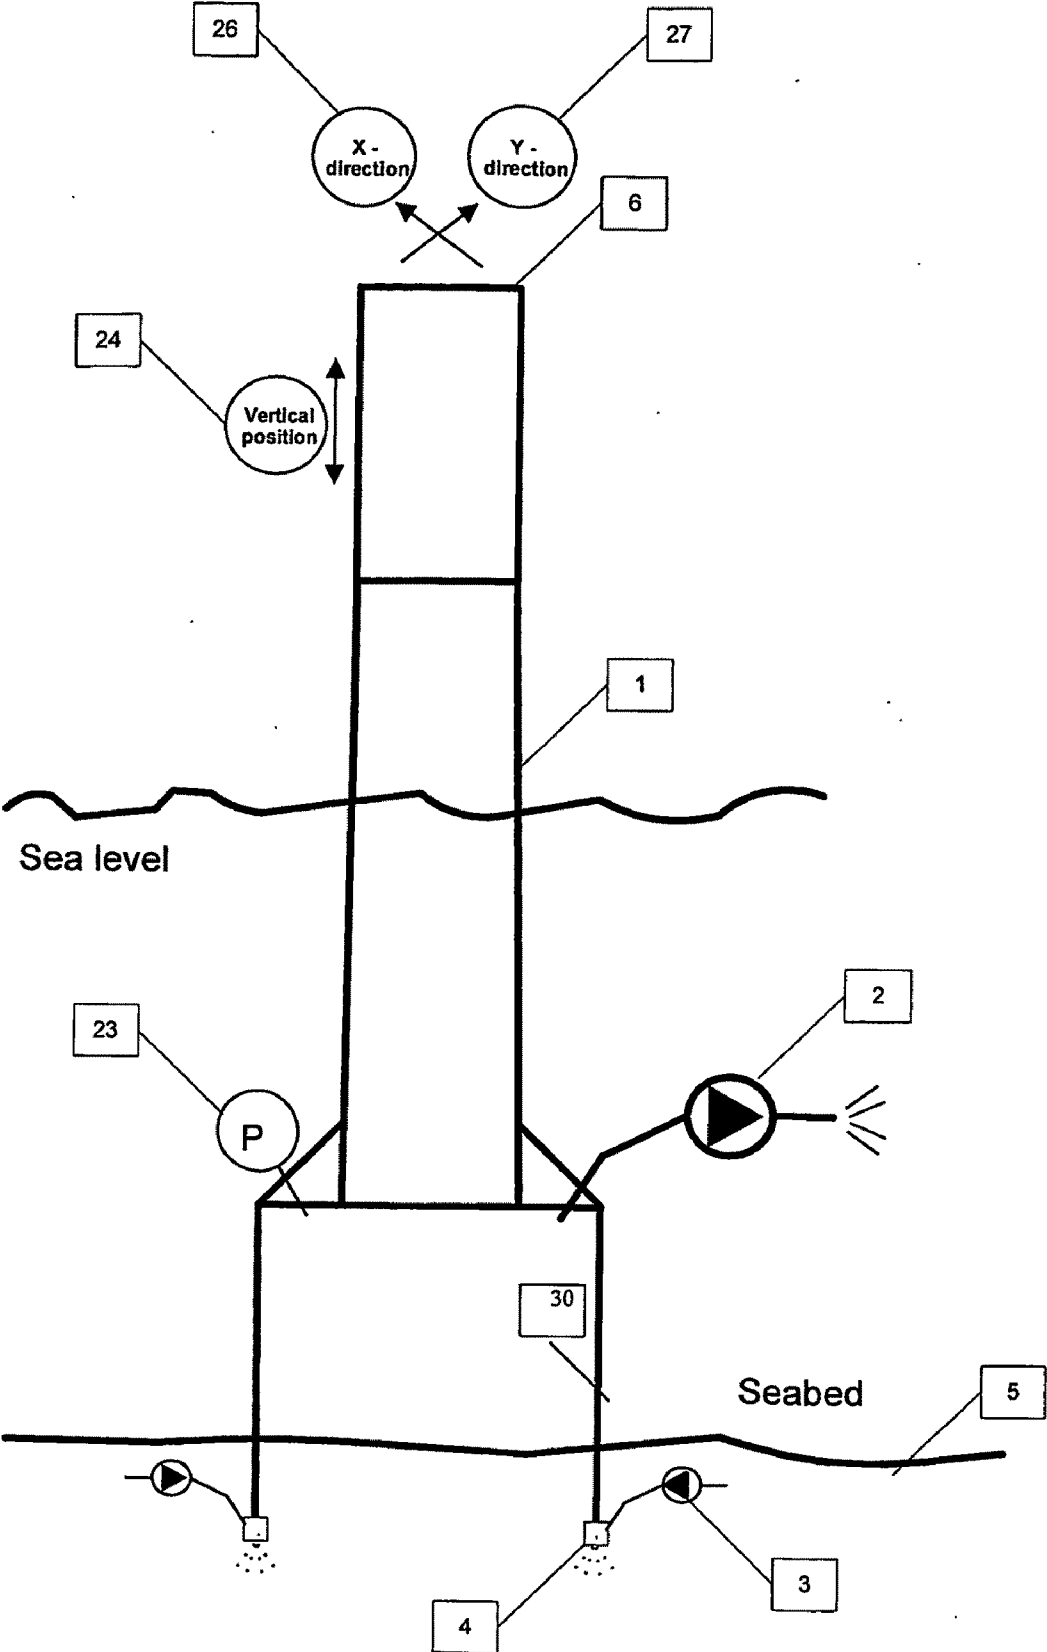 26
27
X -
direction
Y -
direction
6
24
Vertical
position
1
Sea level
2
23
P
30
Seabed
5
3
4